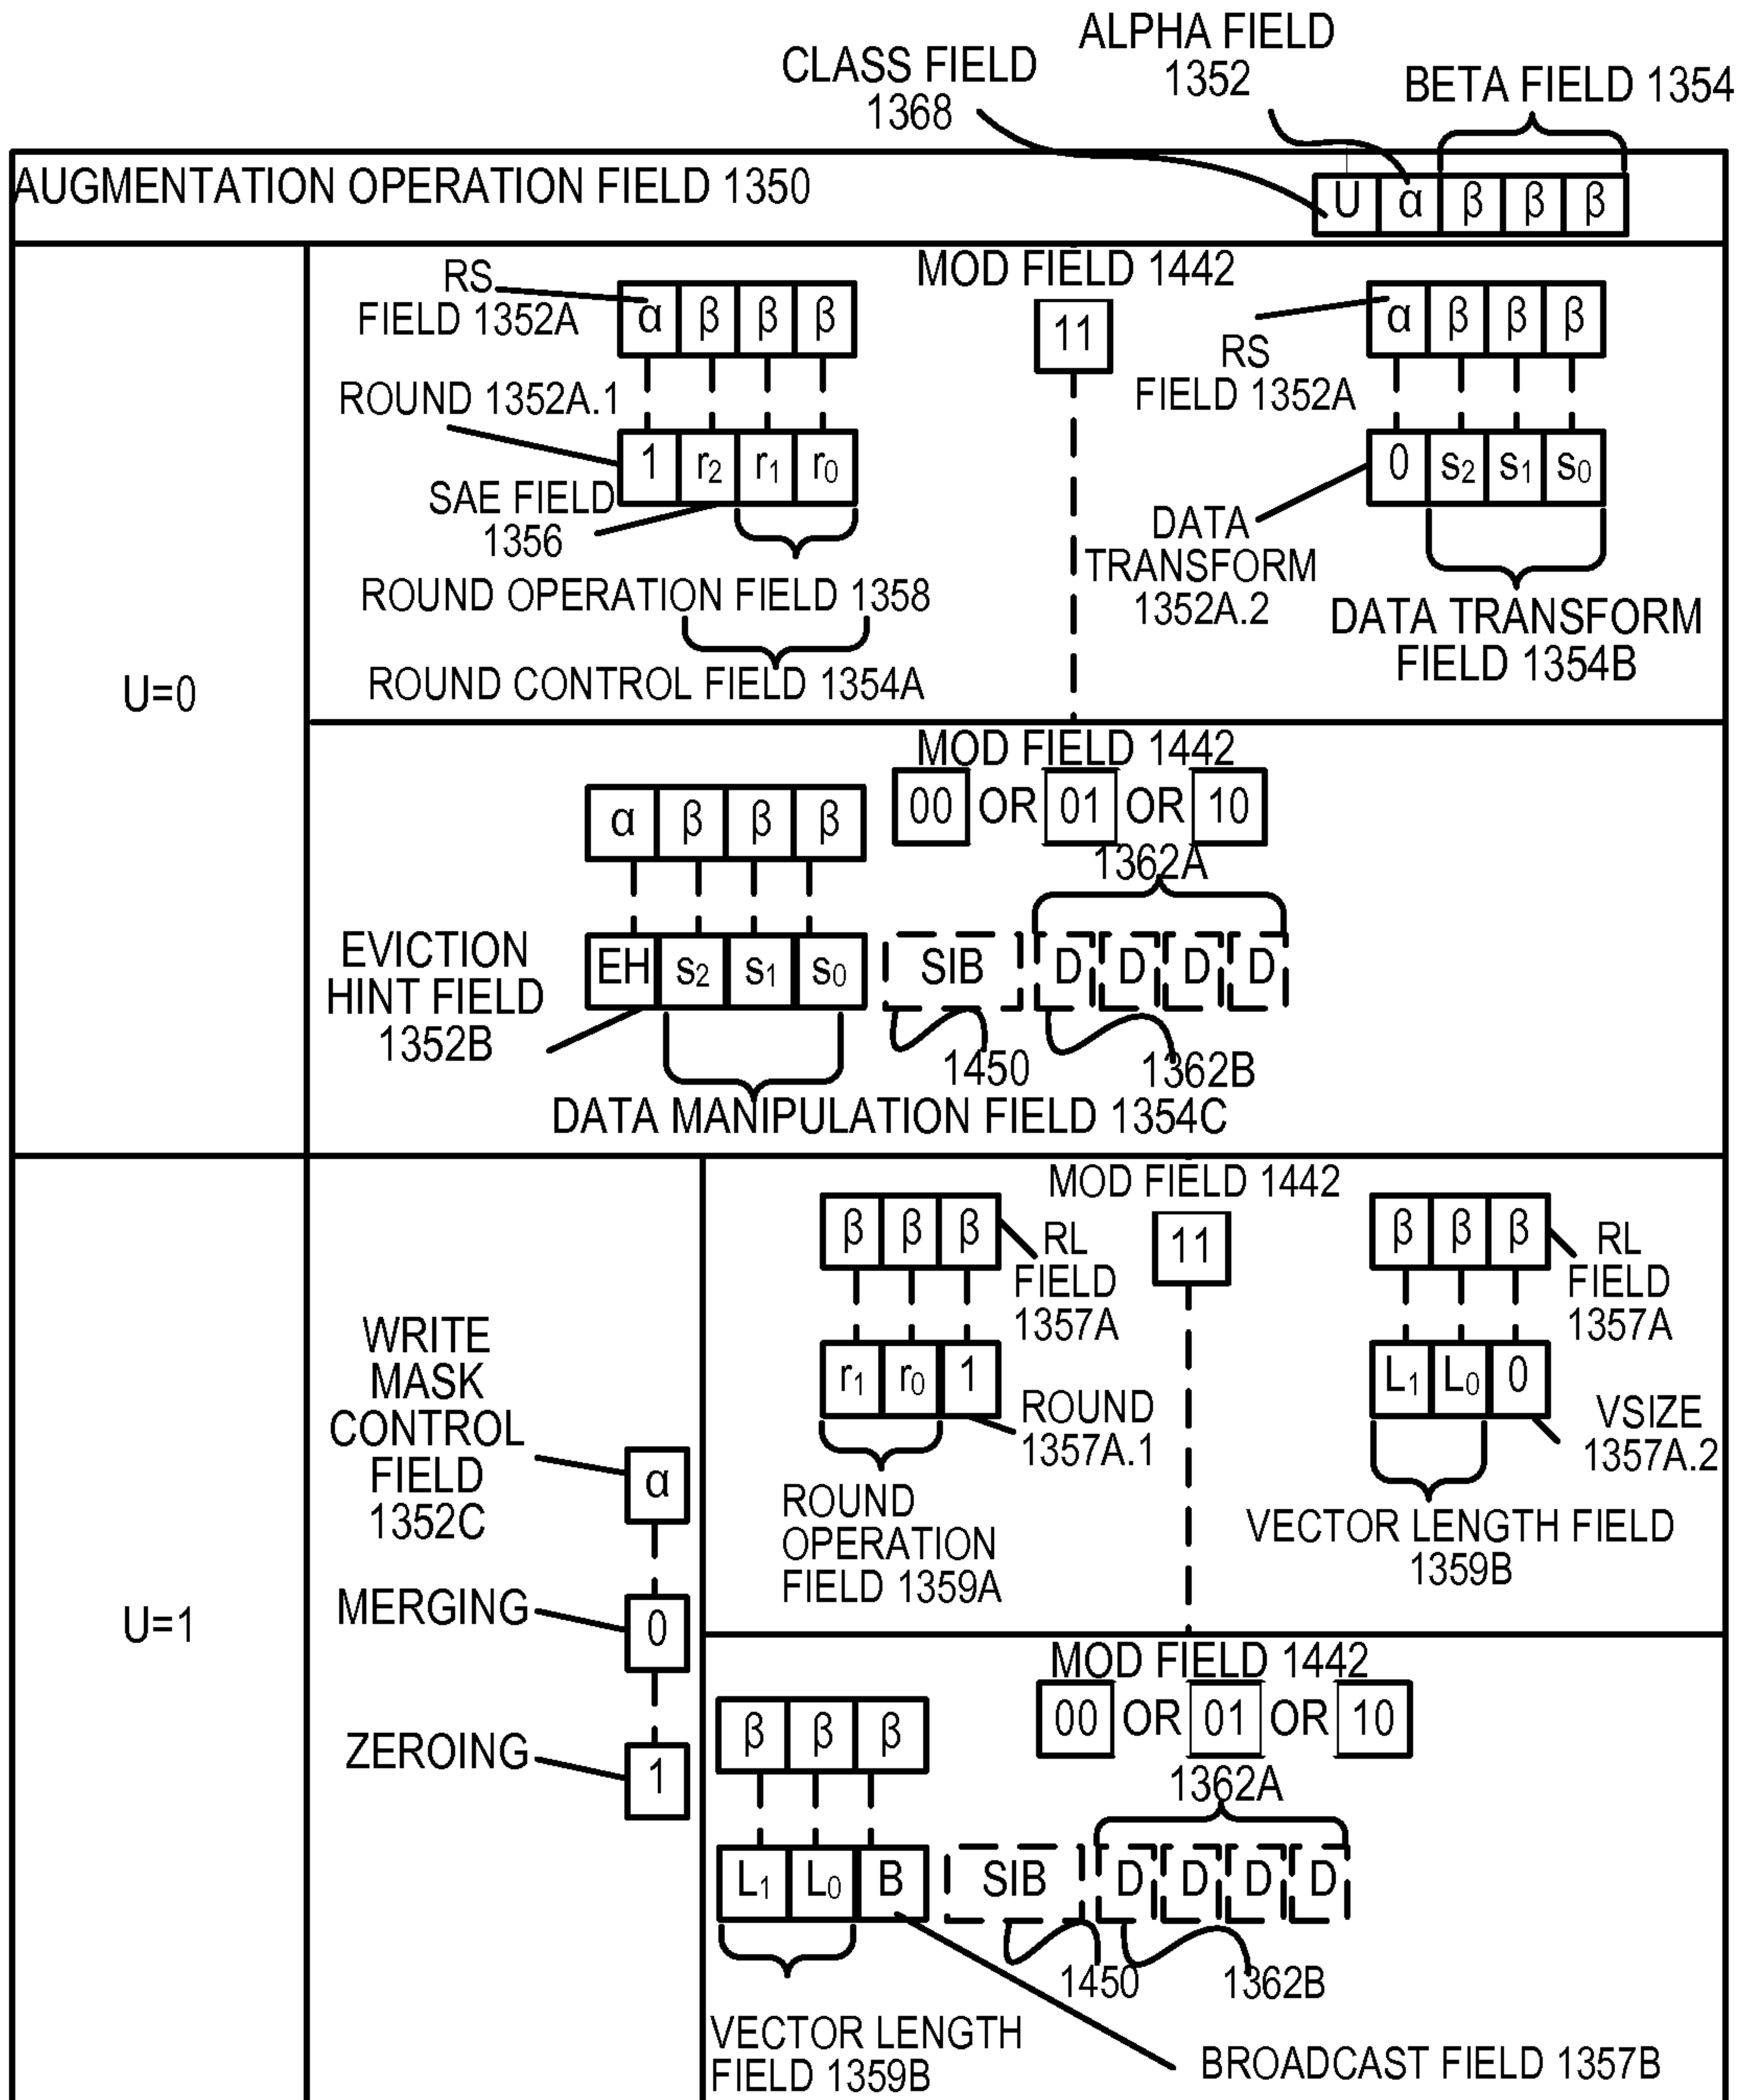 CLASS FIELD
1368
ALPHA FIELD
1352
BETA FIELD 1354
AUGMENTATION OPERATION FIELD 1350
U α β β β
U=0
MOD FIELD 1442
11
RS
FIELD 1352A
α β β β
ROUND 1352A.1
1 r2 r1 r0
SAE FIELD
1356
ROUND OPERATION FIELD 1358
ROUND CONTROL FIELD 1354A
α β β β
RS
FIELD 1352A
0 s2 s1 s0
DATA
TRANSFORM
1352A.2
DATA TRANSFORM
FIELD 1354B
MOD FIELD 1442
00 OR 01 OR 10
α β β β
1362A
EVICTION
HINT FIELD
1352B
EH s2 s1 s0 SIB D D D D
1450
1362B
DATA MANIPULATION FIELD 1354C
U=1
WRITE
MASK
CONTROL
FIELD
1352C
α
MERGING
0
ZEROING
1
MOD FIELD 1442
11
β β β
RL
FIELD
1357A
r1 r0 1
ROUND
1357A.1
ROUND
OPERATION
FIELD 1359A
β β β
RL
FIELD
1357A
L1 L0 0
VSIZE
1357A.2
VECTOR LENGTH FIELD
1359B
MOD FIELD 1442
00 OR 01 OR 10
β β β
1362A
L1 L0 B SIB D D D D
1450
1362B
VECTOR LENGTH
FIELD 1359B
BROADCAST FIELD 1357B